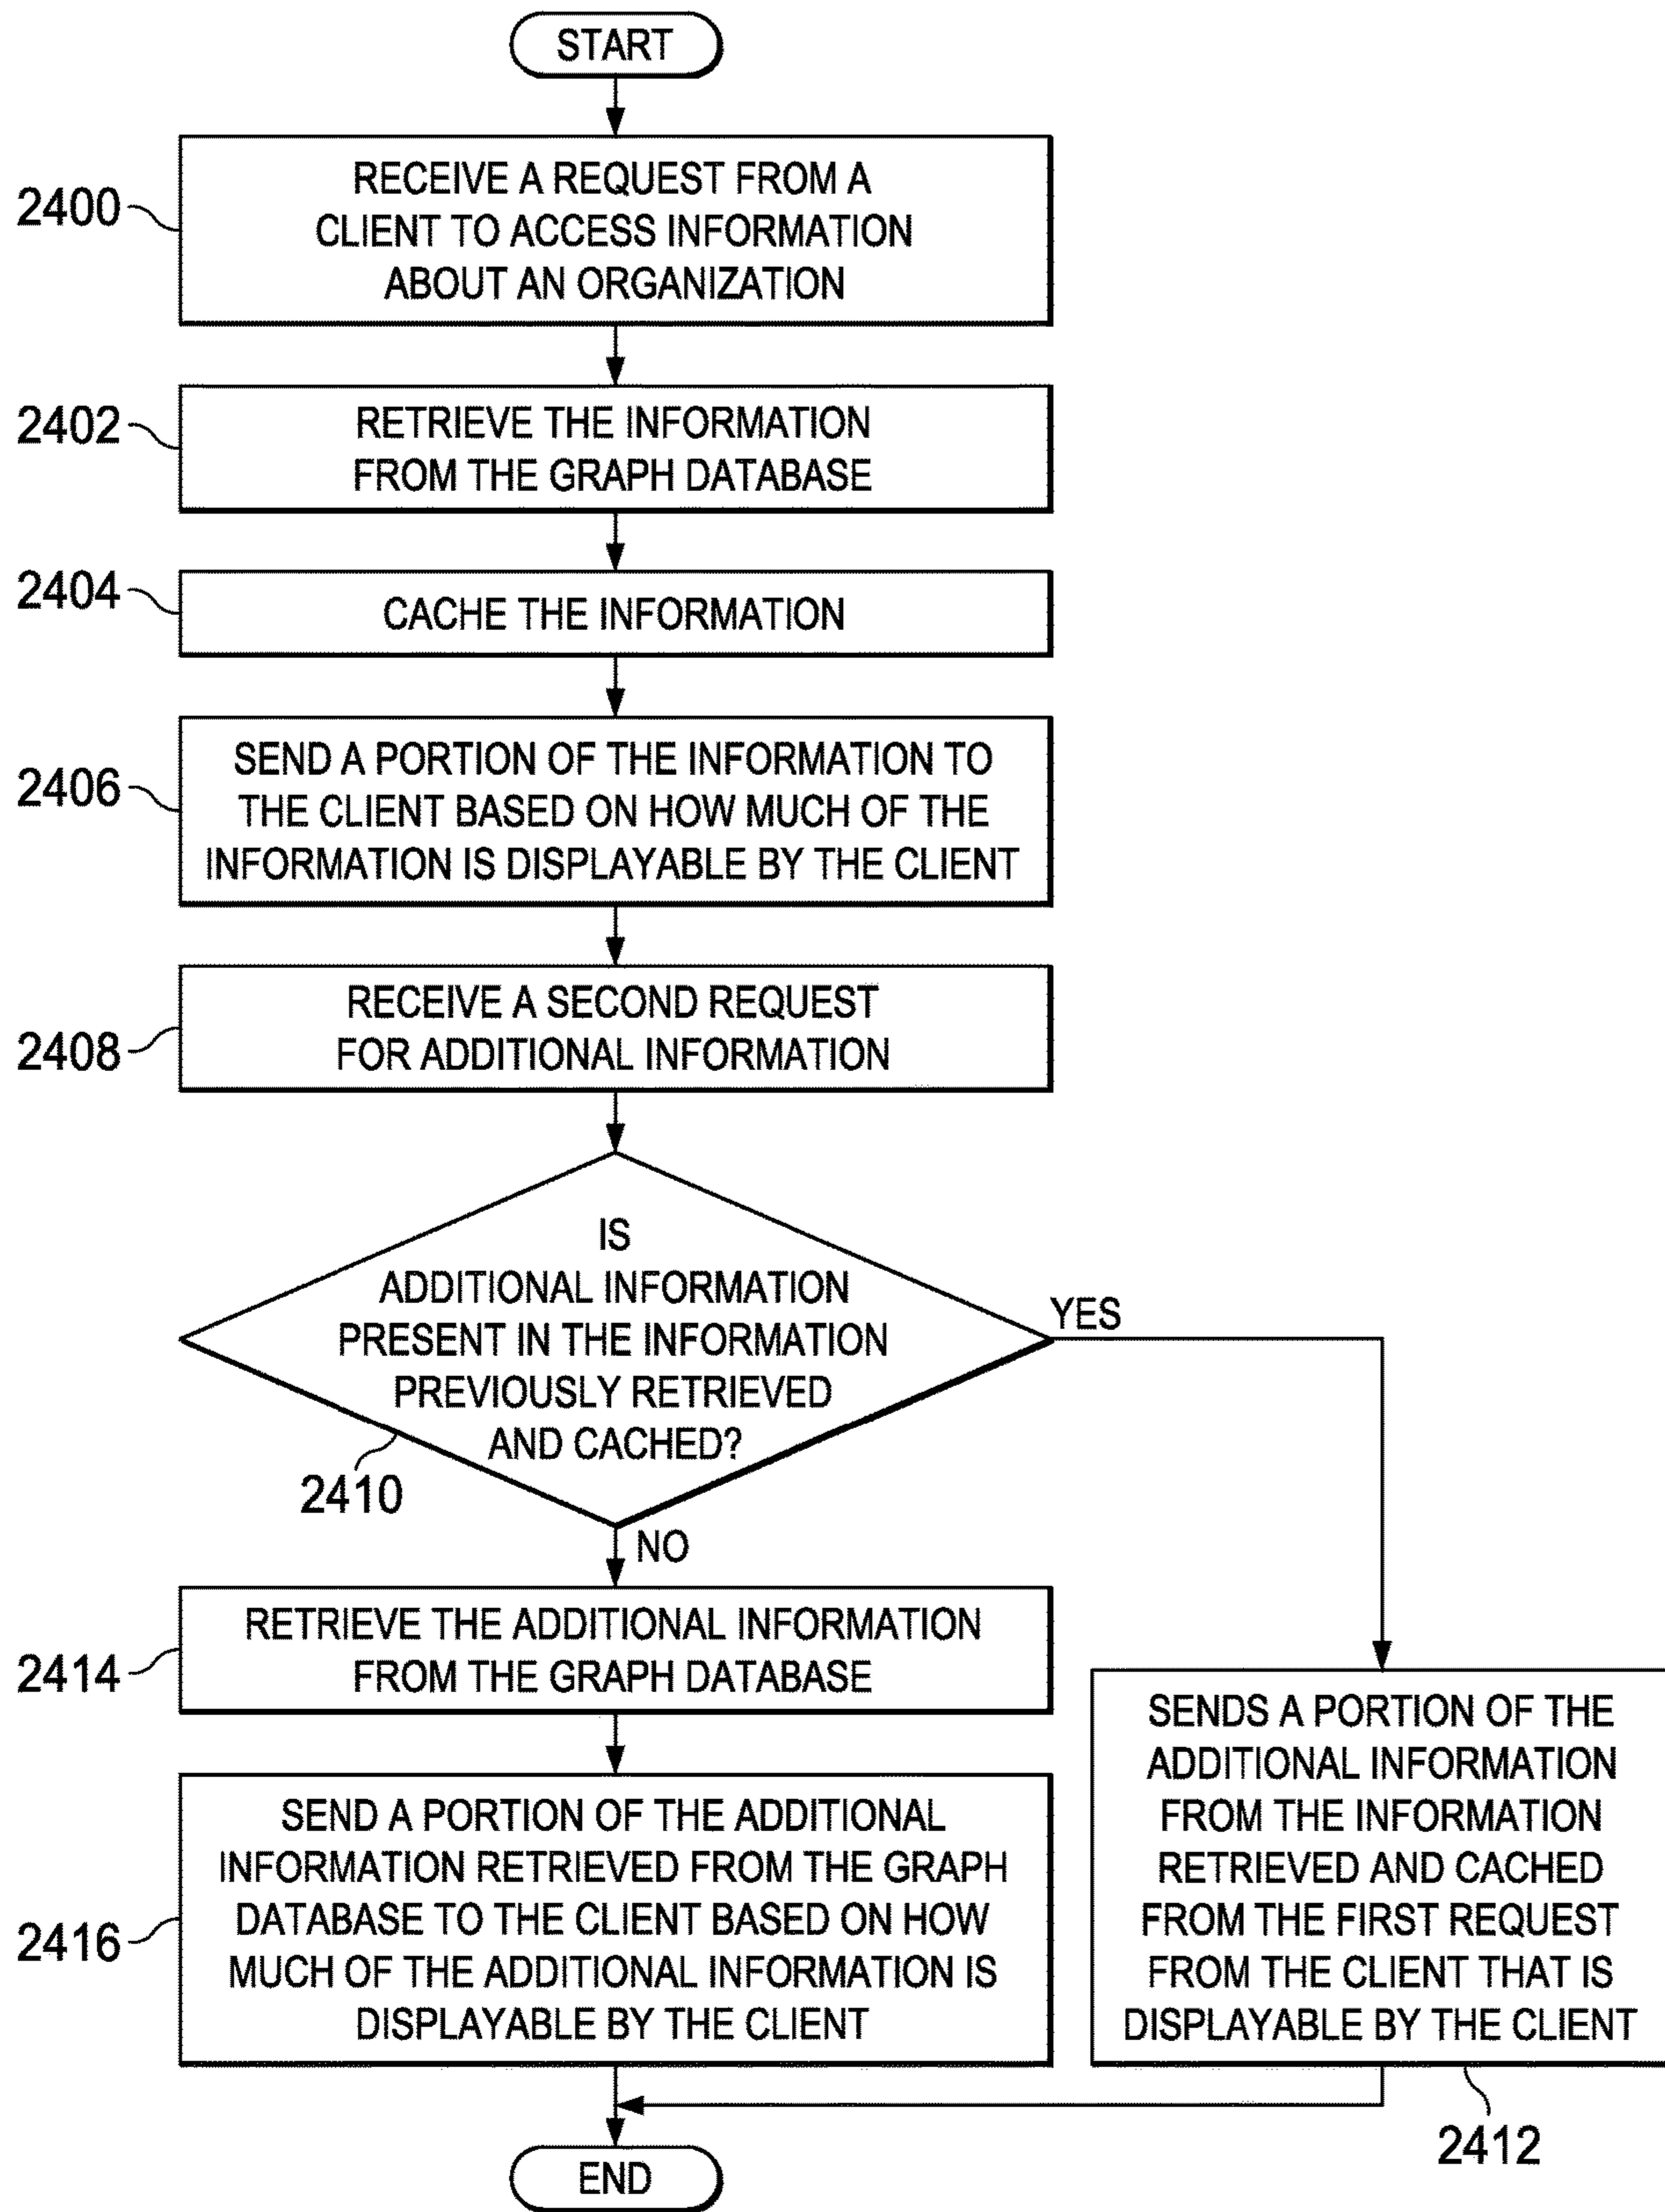 START
2400
RECEIVE A REQUEST FROM A
CLIENT TO ACCESS INFORMATION
ABOUT AN ORGANIZATION
2402
RETRIEVE THE INFORMATION
FROM THE GRAPH DATABASE
2404
CACHE THE INFORMATION
2406
SEND A PORTION OF THE INFORMATION TO
THE CLIENT BASED ON HOW MUCH OF THE
INFORMATION IS DISPLAYABLE BY THE CLIENT
2408
RECEIVE A SECOND REQUEST
FOR ADDITIONAL INFORMATION
IS
ADDITIONAL INFORMATION
PRESENT IN THE INFORMATION
PREVIOUSLY RETRIEVED
AND CACHED?
2410
YES
NO
2414
RETRIEVE THE ADDITIONAL INFORMATION
FROM THE GRAPH DATABASE
2416
SEND A PORTION OF THE ADDITIONAL
INFORMATION RETRIEVED FROM THE GRAPH
DATABASE TO THE CLIENT BASED ON HOW
MUCH OF THE ADDITIONAL INFORMATION IS
DISPLAYABLE BY THE CLIENT
SENDS A PORTION OF THE
ADDITIONAL INFORMATION
FROM THE INFORMATION
RETRIEVED AND CACHED
FROM THE FIRST REQUEST
FROM THE CLIENT THAT IS
DISPLAYABLE BY THE CLIENT
2412
END